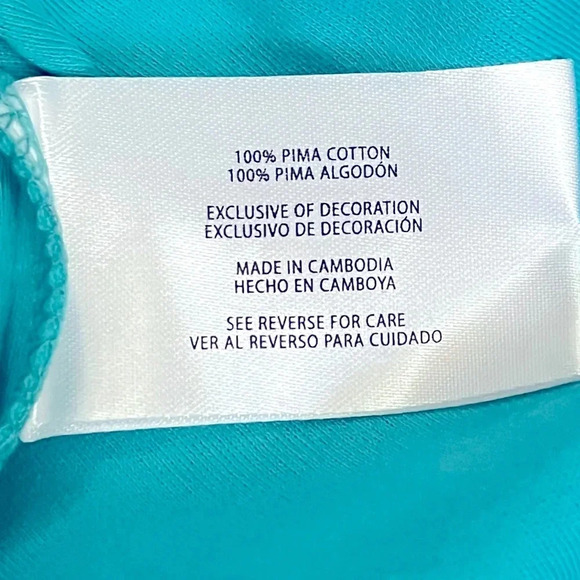 100% PIMA COTTON
100% PIMA ALGODÓN
EXCLUSIVE OF DECORATION
EXCLUSIVO DE DECORACIÓN
MADE IN CAMBODIA
HECHO EN CAMBOYA
SEE REVERSE FOR CARE
VER AL REVERSO PARA CUIDADO